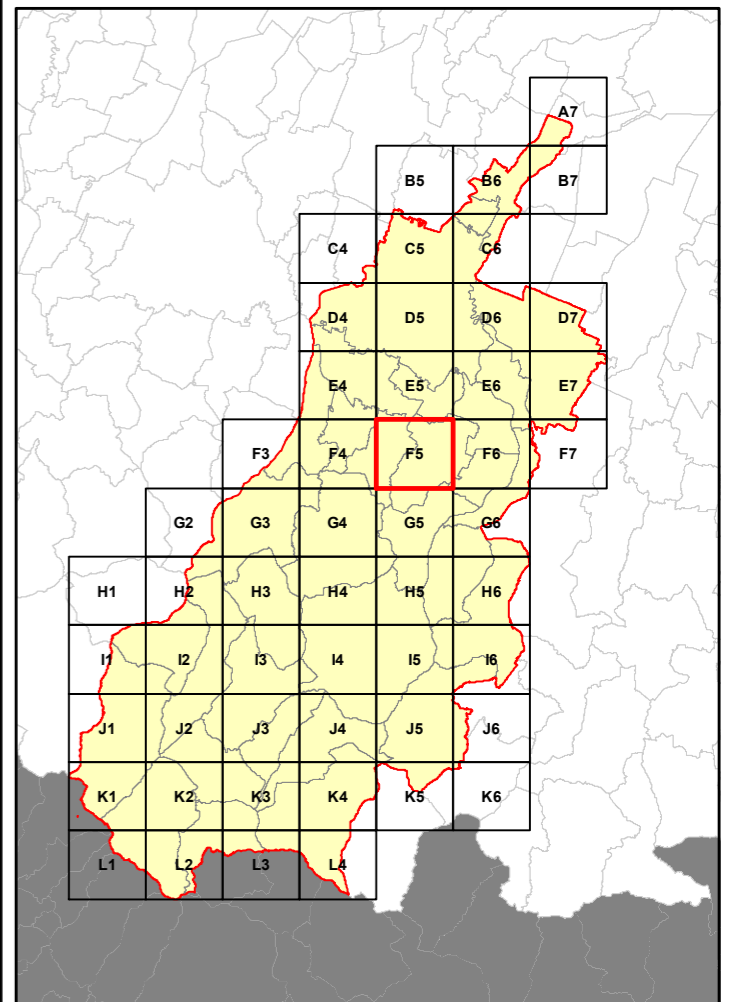 A7
B5 B6 B7
C4 C5 C6
D4 D5 D6 D7
E4 E5 E6 E7
F3 F4 F5 F6 F7
G2 G3 G4 G5 G6
H1 H2 H3 H4 H5 H6
I1 I2 I3 I4 I5 I6
J1 J2 J3 J4 J5 J6
K1 K2 K3 K4 K5 K6
L1 L2 L3 L4